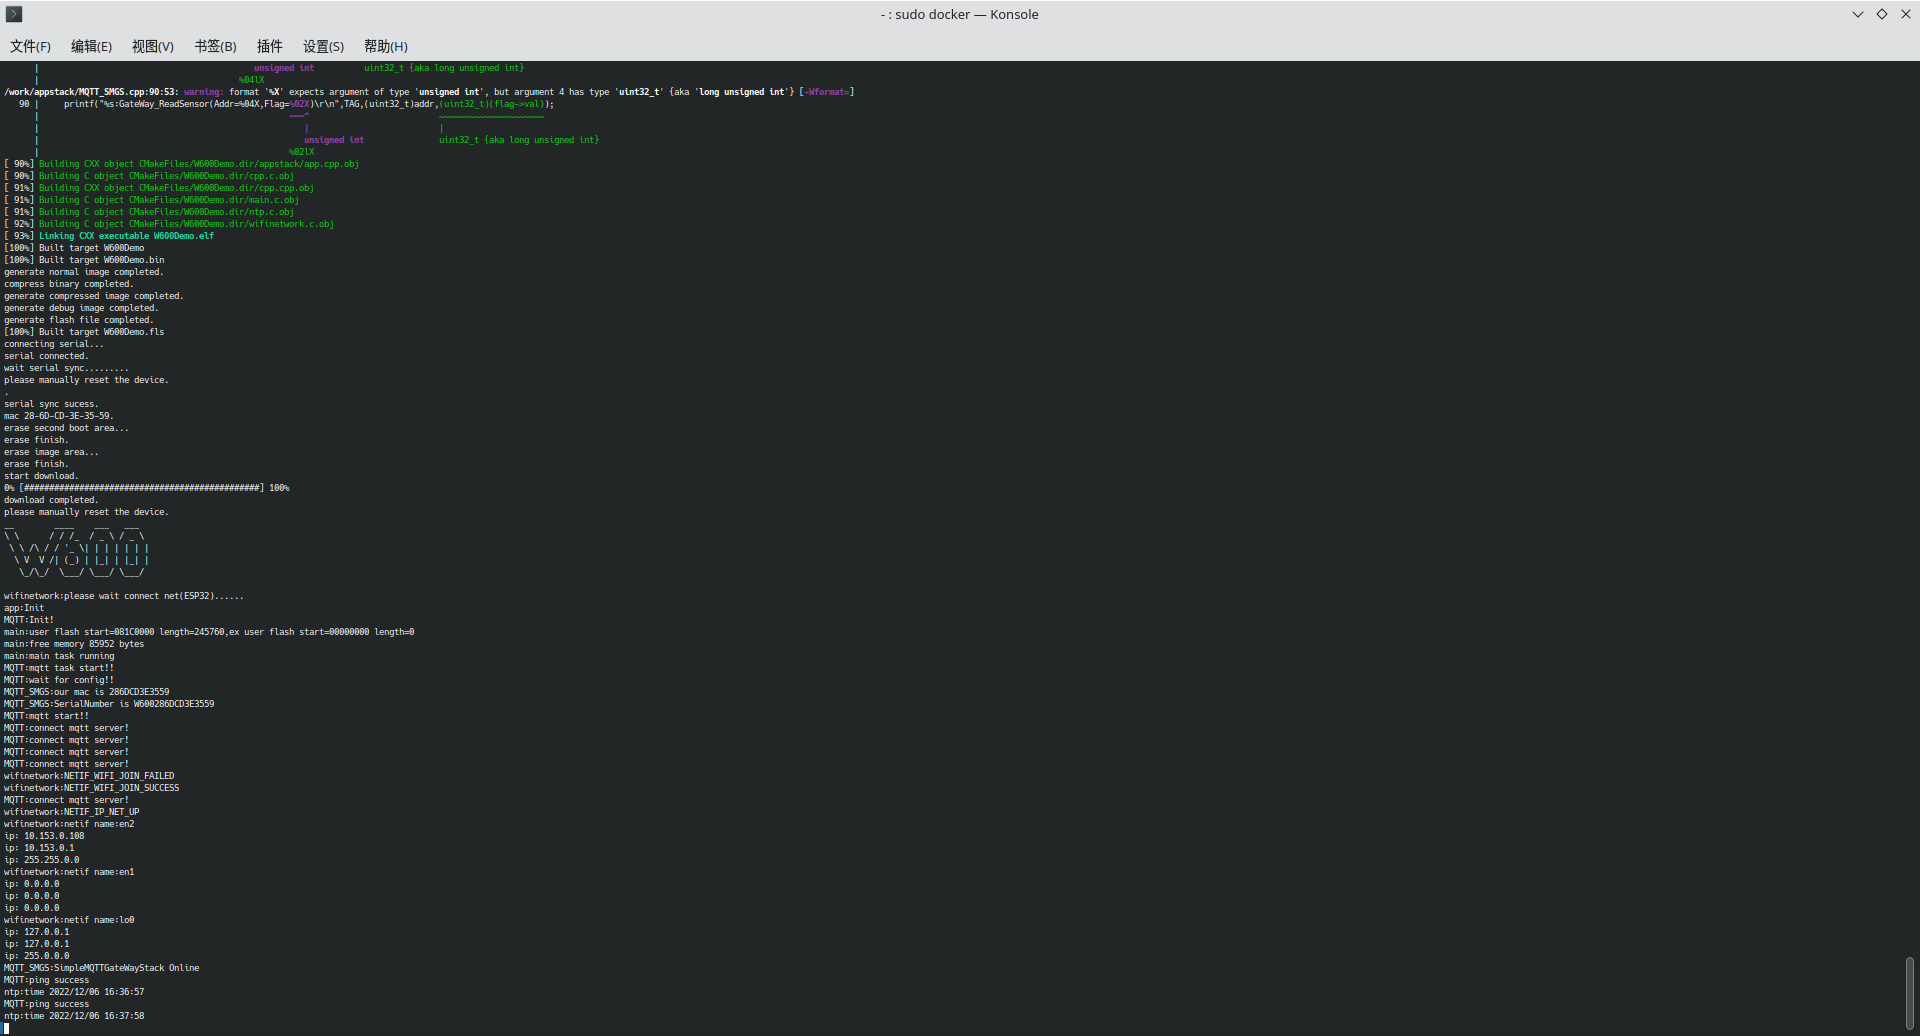 - : sudo docker — Konsole
文件(F) 编辑(E) 视图(V) 书签(B) 插件 设置(S) 帮助(H)
| unsigned int uint32_t {aka long unsigned int}
| %04lX
/work/appstack/MQTT_SMGS.cpp:90:53: warning: format '%X' expects argument of type 'unsigned int', but argument 4 has type 'uint32_t' {aka 'long unsigned int'} [-Wformat=]
90 | printf("%s:GateWay_ReadSensor(Addr=%04X,Flag=%02X)\r\n",TAG,(uint32_t)addr,(uint32_t)(flag->val));
| ~~~^ ~~~~~~~~~~~~~~~~~~~~~
| | |
| unsigned int uint32_t {aka long unsigned int}
| %02lX
[ 90%] Building CXX object CMakeFiles/W600Demo.dir/appstack/app.cpp.obj
[ 90%] Building C object CMakeFiles/W600Demo.dir/cpp.c.obj
[ 91%] Building CXX object CMakeFiles/W600Demo.dir/cpp.cpp.obj
[ 91%] Building C object CMakeFiles/W600Demo.dir/main.c.obj
[ 91%] Building C object CMakeFiles/W600Demo.dir/ntp.c.obj
[ 92%] Building C object CMakeFiles/W600Demo.dir/wifinetwork.c.obj
[ 93%] Linking CXX executable W600Demo.elf
[100%] Built target W600Demo
[100%] Built target W600Demo.bin
generate normal image completed.
compress binary completed.
generate compressed image completed.
generate debug image completed.
generate flash file completed.
[100%] Built target W600Demo.fls
connecting serial...
serial connected.
wait serial sync.........
please manually reset the device.
.
serial sync sucess.
mac 28-6D-CD-3E-35-59.
erase second boot area...
erase finish.
erase image area...
erase finish.
start download.
0% [###############################################] 100%
download completed.
please manually reset the device.
__        ____    ___   ___
\ \      / / /_  / _ \ / _ \
 \ \ /\ / / '_ \| | | | | | |
  \ V  V /| (_) | |_| | |_| |
   \_/\_/  \___/ \___/ \___/
wifinetwork:please wait connect net(ESP32)......
app:Init
MQTT:Init!
main:user flash start=081C0000 length=245760,ex user flash start=00000000 length=0
main:free memory 85952 bytes
main:main task running
MQTT:mqtt task start!!
MQTT:wait for config!!
MQTT_SMGS:our mac is 286DCD3E3559
MQTT_SMGS:SerialNumber is W600286DCD3E3559
MQTT:mqtt start!!
MQTT:connect mqtt server!
MQTT:connect mqtt server!
MQTT:connect mqtt server!
MQTT:connect mqtt server!
wifinetwork:NETIF_WIFI_JOIN_FAILED
wifinetwork:NETIF_WIFI_JOIN_SUCCESS
MQTT:connect mqtt server!
wifinetwork:NETIF_IP_NET_UP
wifinetwork:netif name:en2
ip: 10.153.0.108
ip: 10.153.0.1
ip: 255.255.0.0
wifinetwork:netif name:en1
ip: 0.0.0.0
ip: 0.0.0.0
ip: 0.0.0.0
wifinetwork:netif name:lo0
ip: 127.0.0.1
ip: 127.0.0.1
ip: 255.0.0.0
MQTT_SMGS:SimpleMQTTGateWayStack Online
MQTT:ping success
ntp:time 2022/12/06 16:36:57
MQTT:ping success
ntp:time 2022/12/06 16:37:58